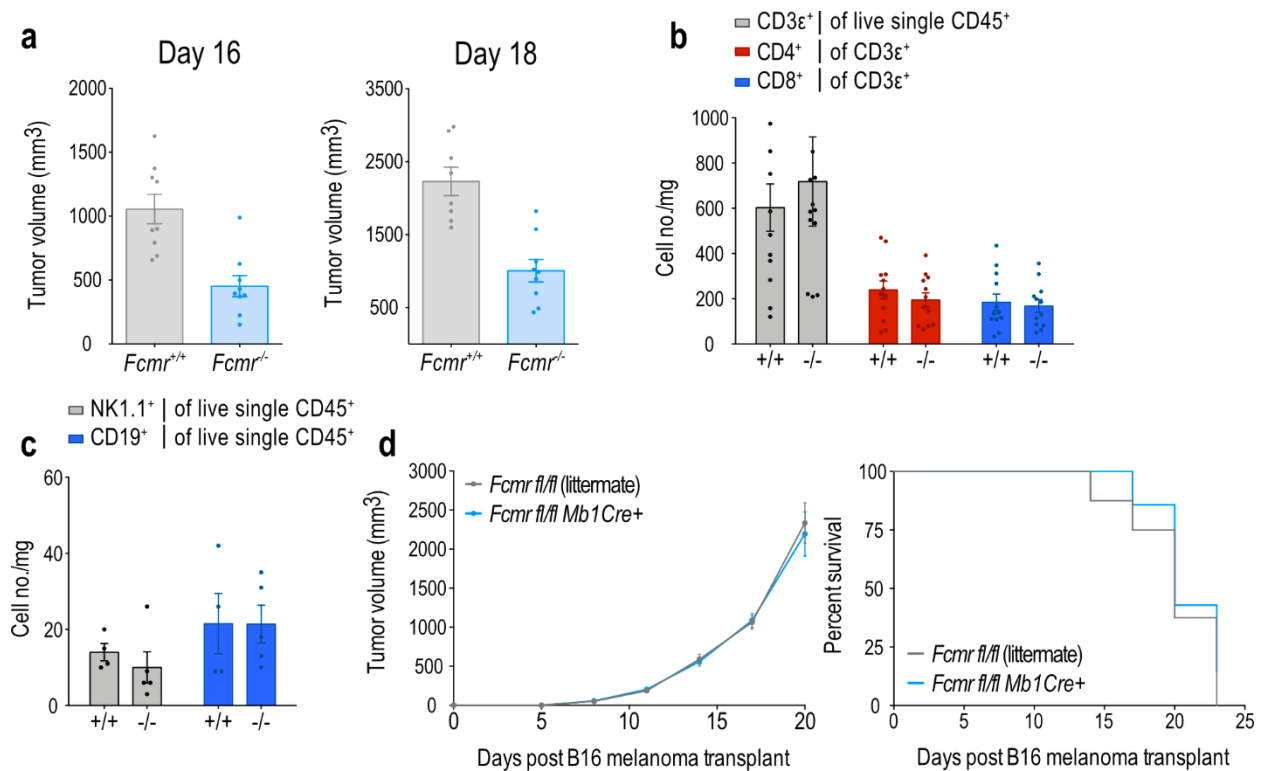 a
Day 16
Day 18
Tumor volume (mm³)
2000
1500
1000
500
0
Fcmr+/+
Fcmr-/-
Tumor volume (mm³)
3500
2500
1500
500
Fcmr+/+
Fcmr-/-
b
CD3ε+ | of live single CD45+
CD4+ | of CD3ε+
CD8+ | of CD3ε+
Cell no./mg
1000
800
600
400
200
0
+/+
-/-
+/+
-/-
+/+
-/-
c
NK1.1+ | of live single CD45+
CD19+ | of live single CD45+
Cell no./mg
60
40
20
0
+/+
-/-
+/+
-/-
d
Fcmr fl/fl (littermate)
Fcmr fl/fl Mb1Cre+
Tumor volume (mm³)
3000
2500
2000
1500
1000
500
0
0 5 10 15 20
Days post B16 melanoma transplant
Percent survival
100
75
50
25
0
Fcmr fl/fl (littermate)
Fcmr fl/fl Mb1Cre+
0 5 10 15 20 25
Days post B16 melanoma transplant